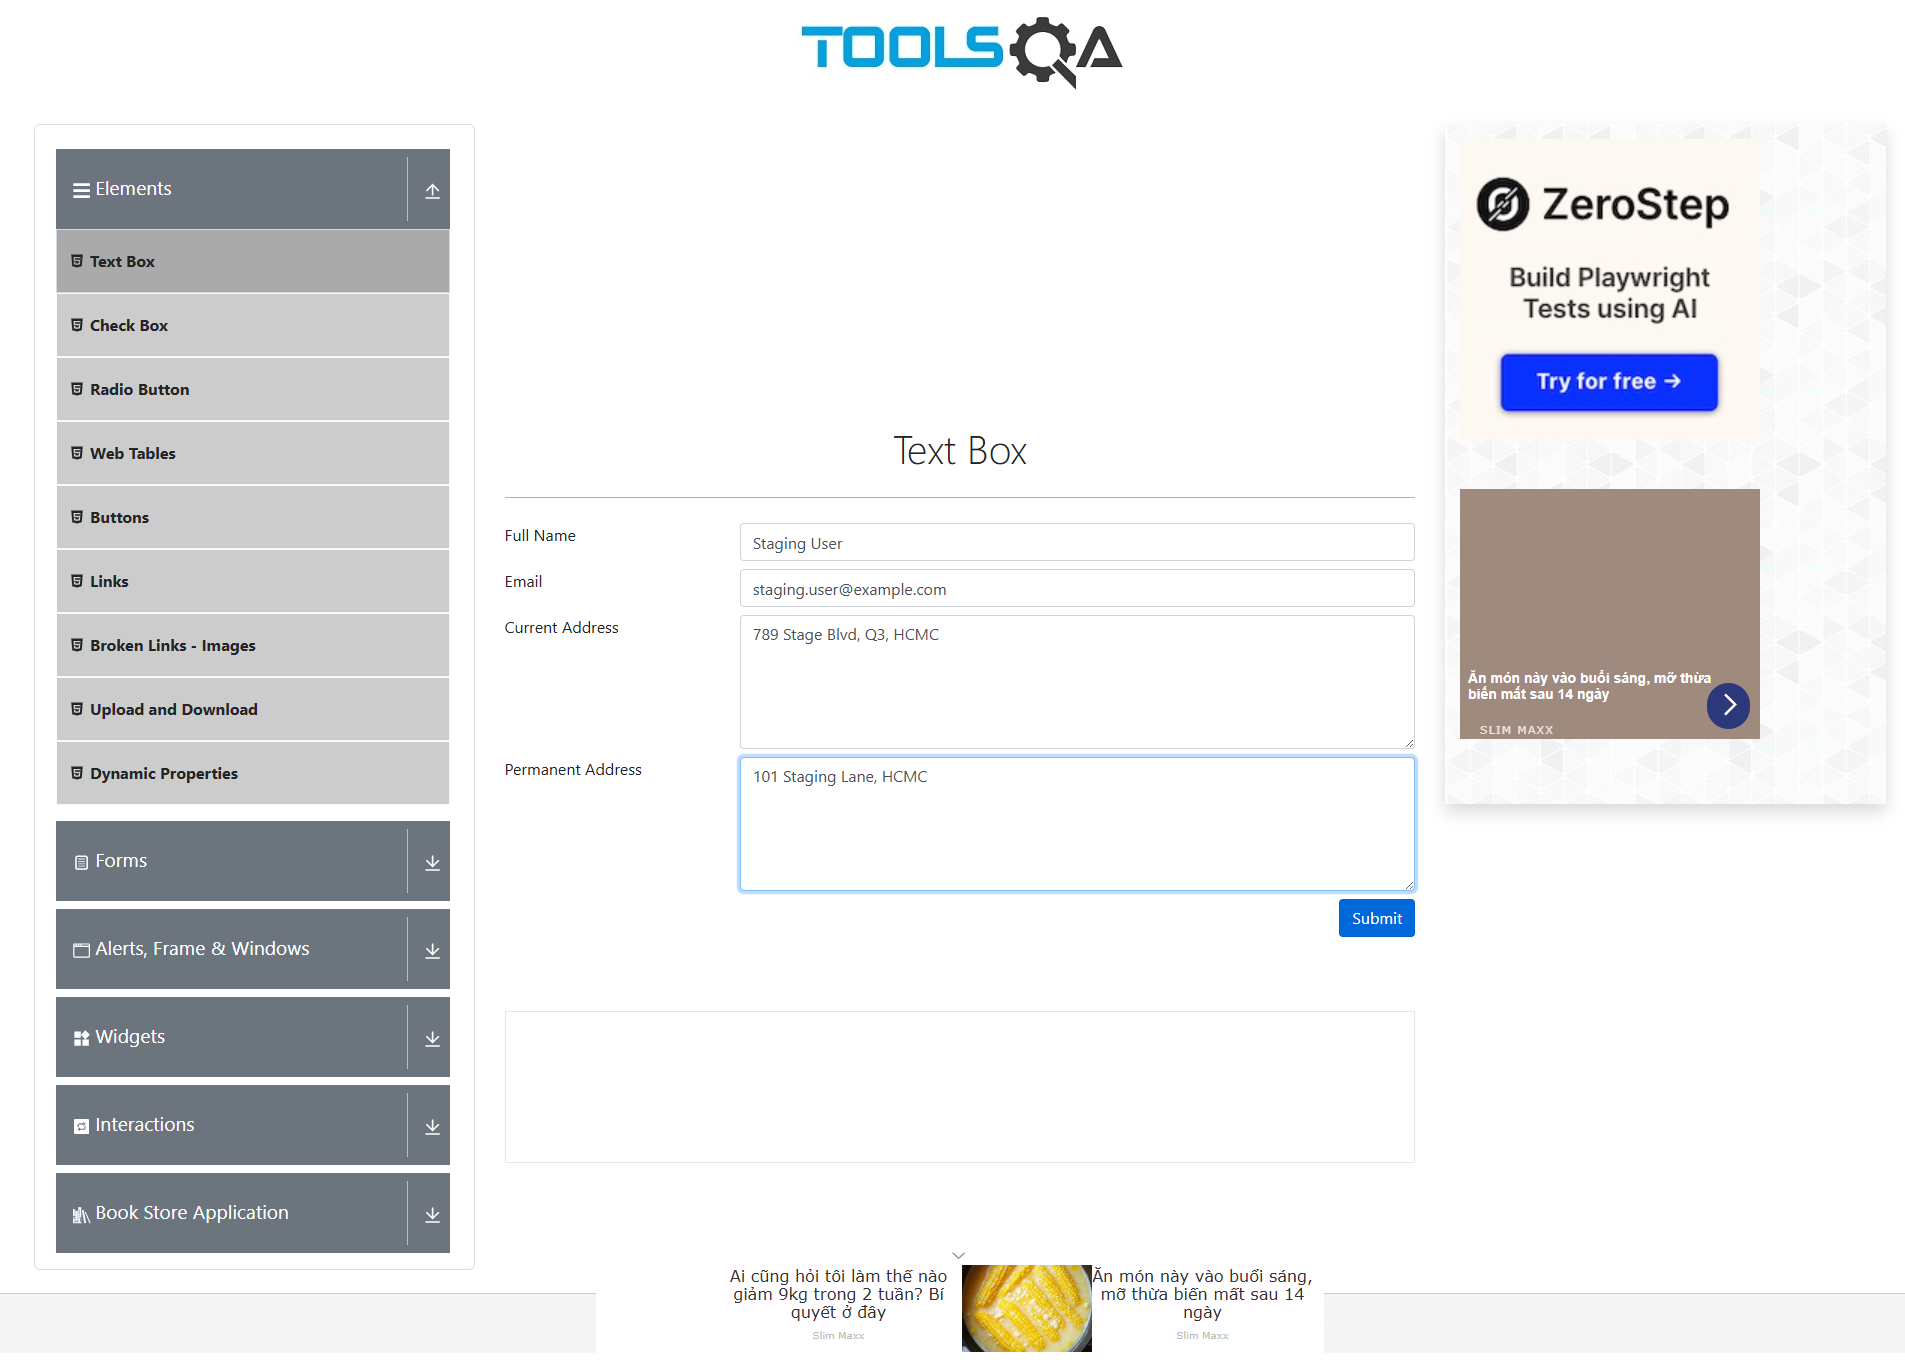 TOOLSQA
Elements
Text Box
Check Box
Radio Button
Web Tables
Buttons
Links
Broken Links - Images
Upload and Download
Dynamic Properties
Forms
Alerts, Frame & Windows
Widgets
Interactions
Book Store Application
Text Box
Full Name
Staging User
Email
staging.user@example.com
Current Address
789 Stage Blvd, Q3, HCMC
Permanent Address
101 Staging Lane, HCMC
Submit
ZeroStep
Build Playwright
Tests using AI
Try for free →
Ăn món này vào buổi sáng, mỡ thừa
biến mất sau 14 ngày
SLIM MAXX
Ai cũng hỏi tôi làm thế nào
giảm 9kg trong 2 tuần? Bí
quyết ở đây
Slim Maxx
Ăn món này vào buổi sáng,
mỡ thừa biến mất sau 14
ngày
Slim Maxx